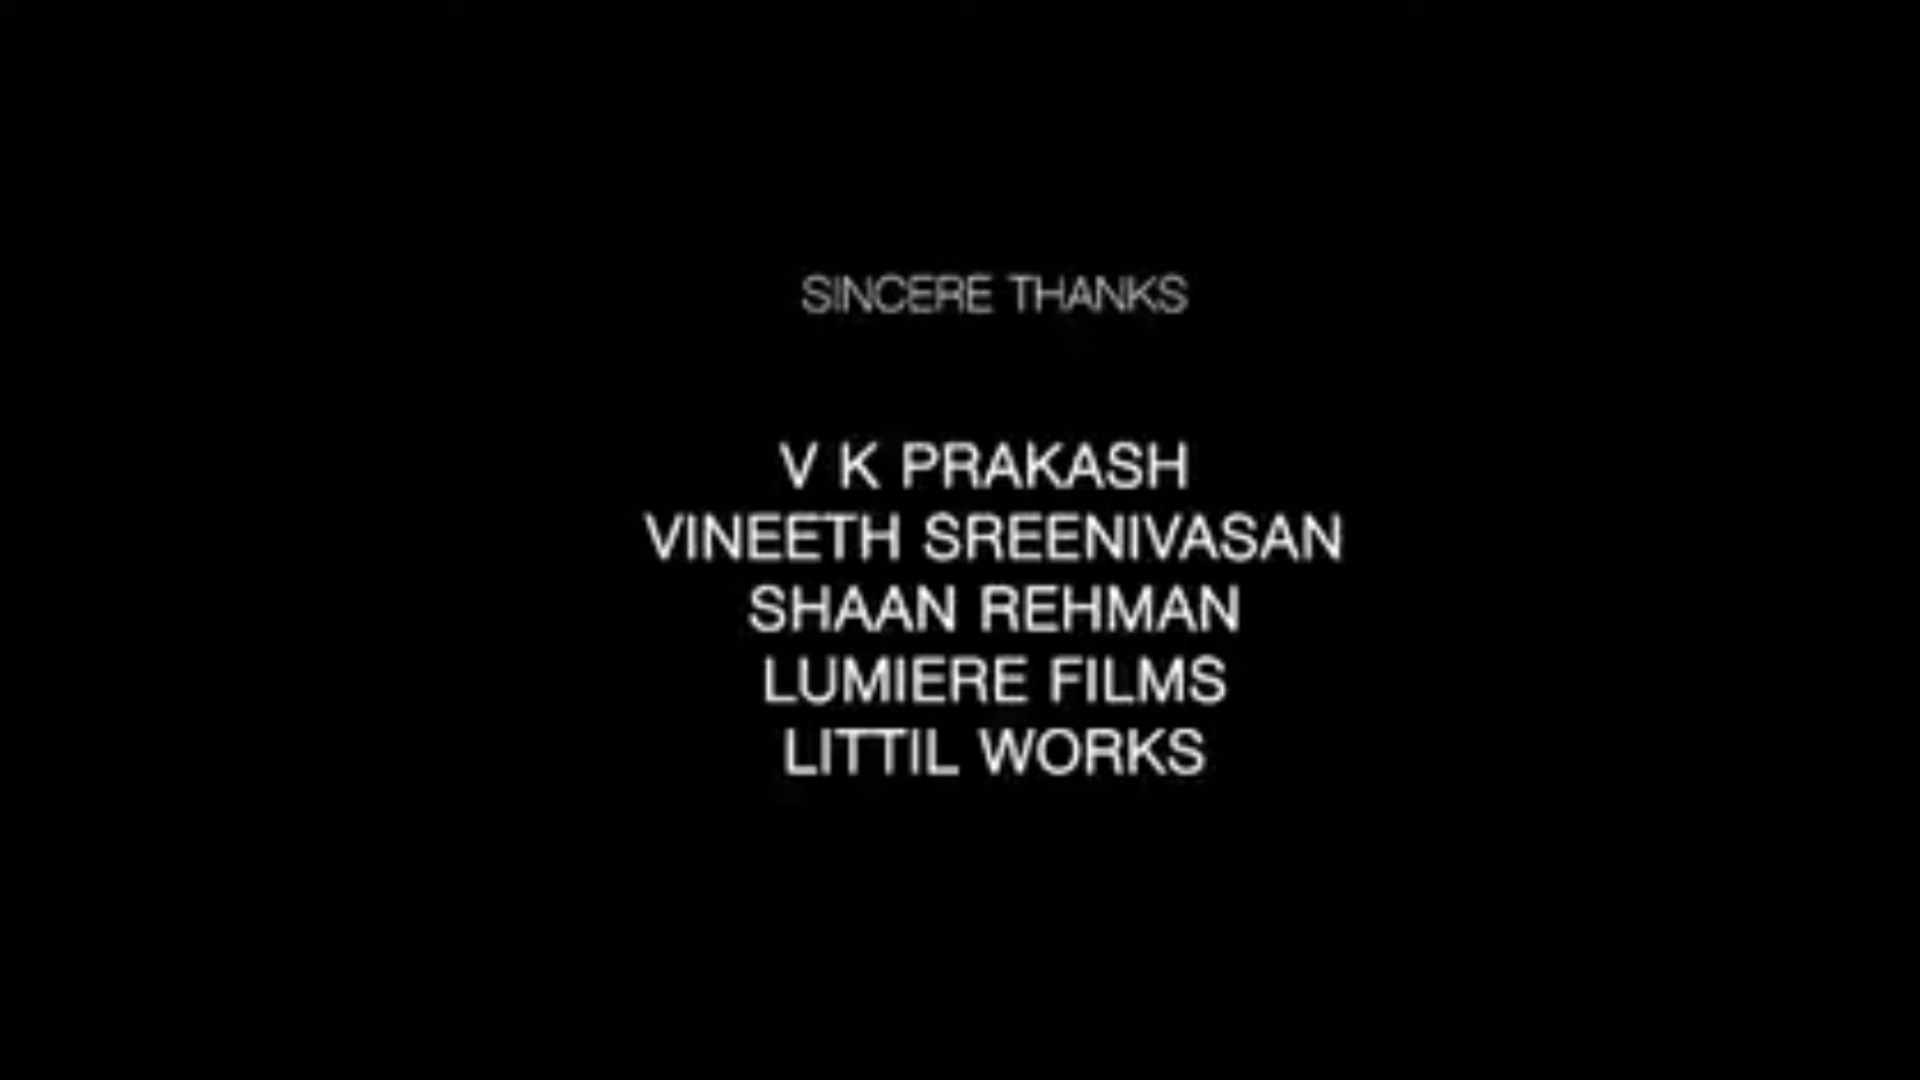 SINCERE THANKS
V K PRAKASH
VINEETH SREENIVASAN
SHAAN REHMAN
LUMIERE FILMS
LITTIL WORKS